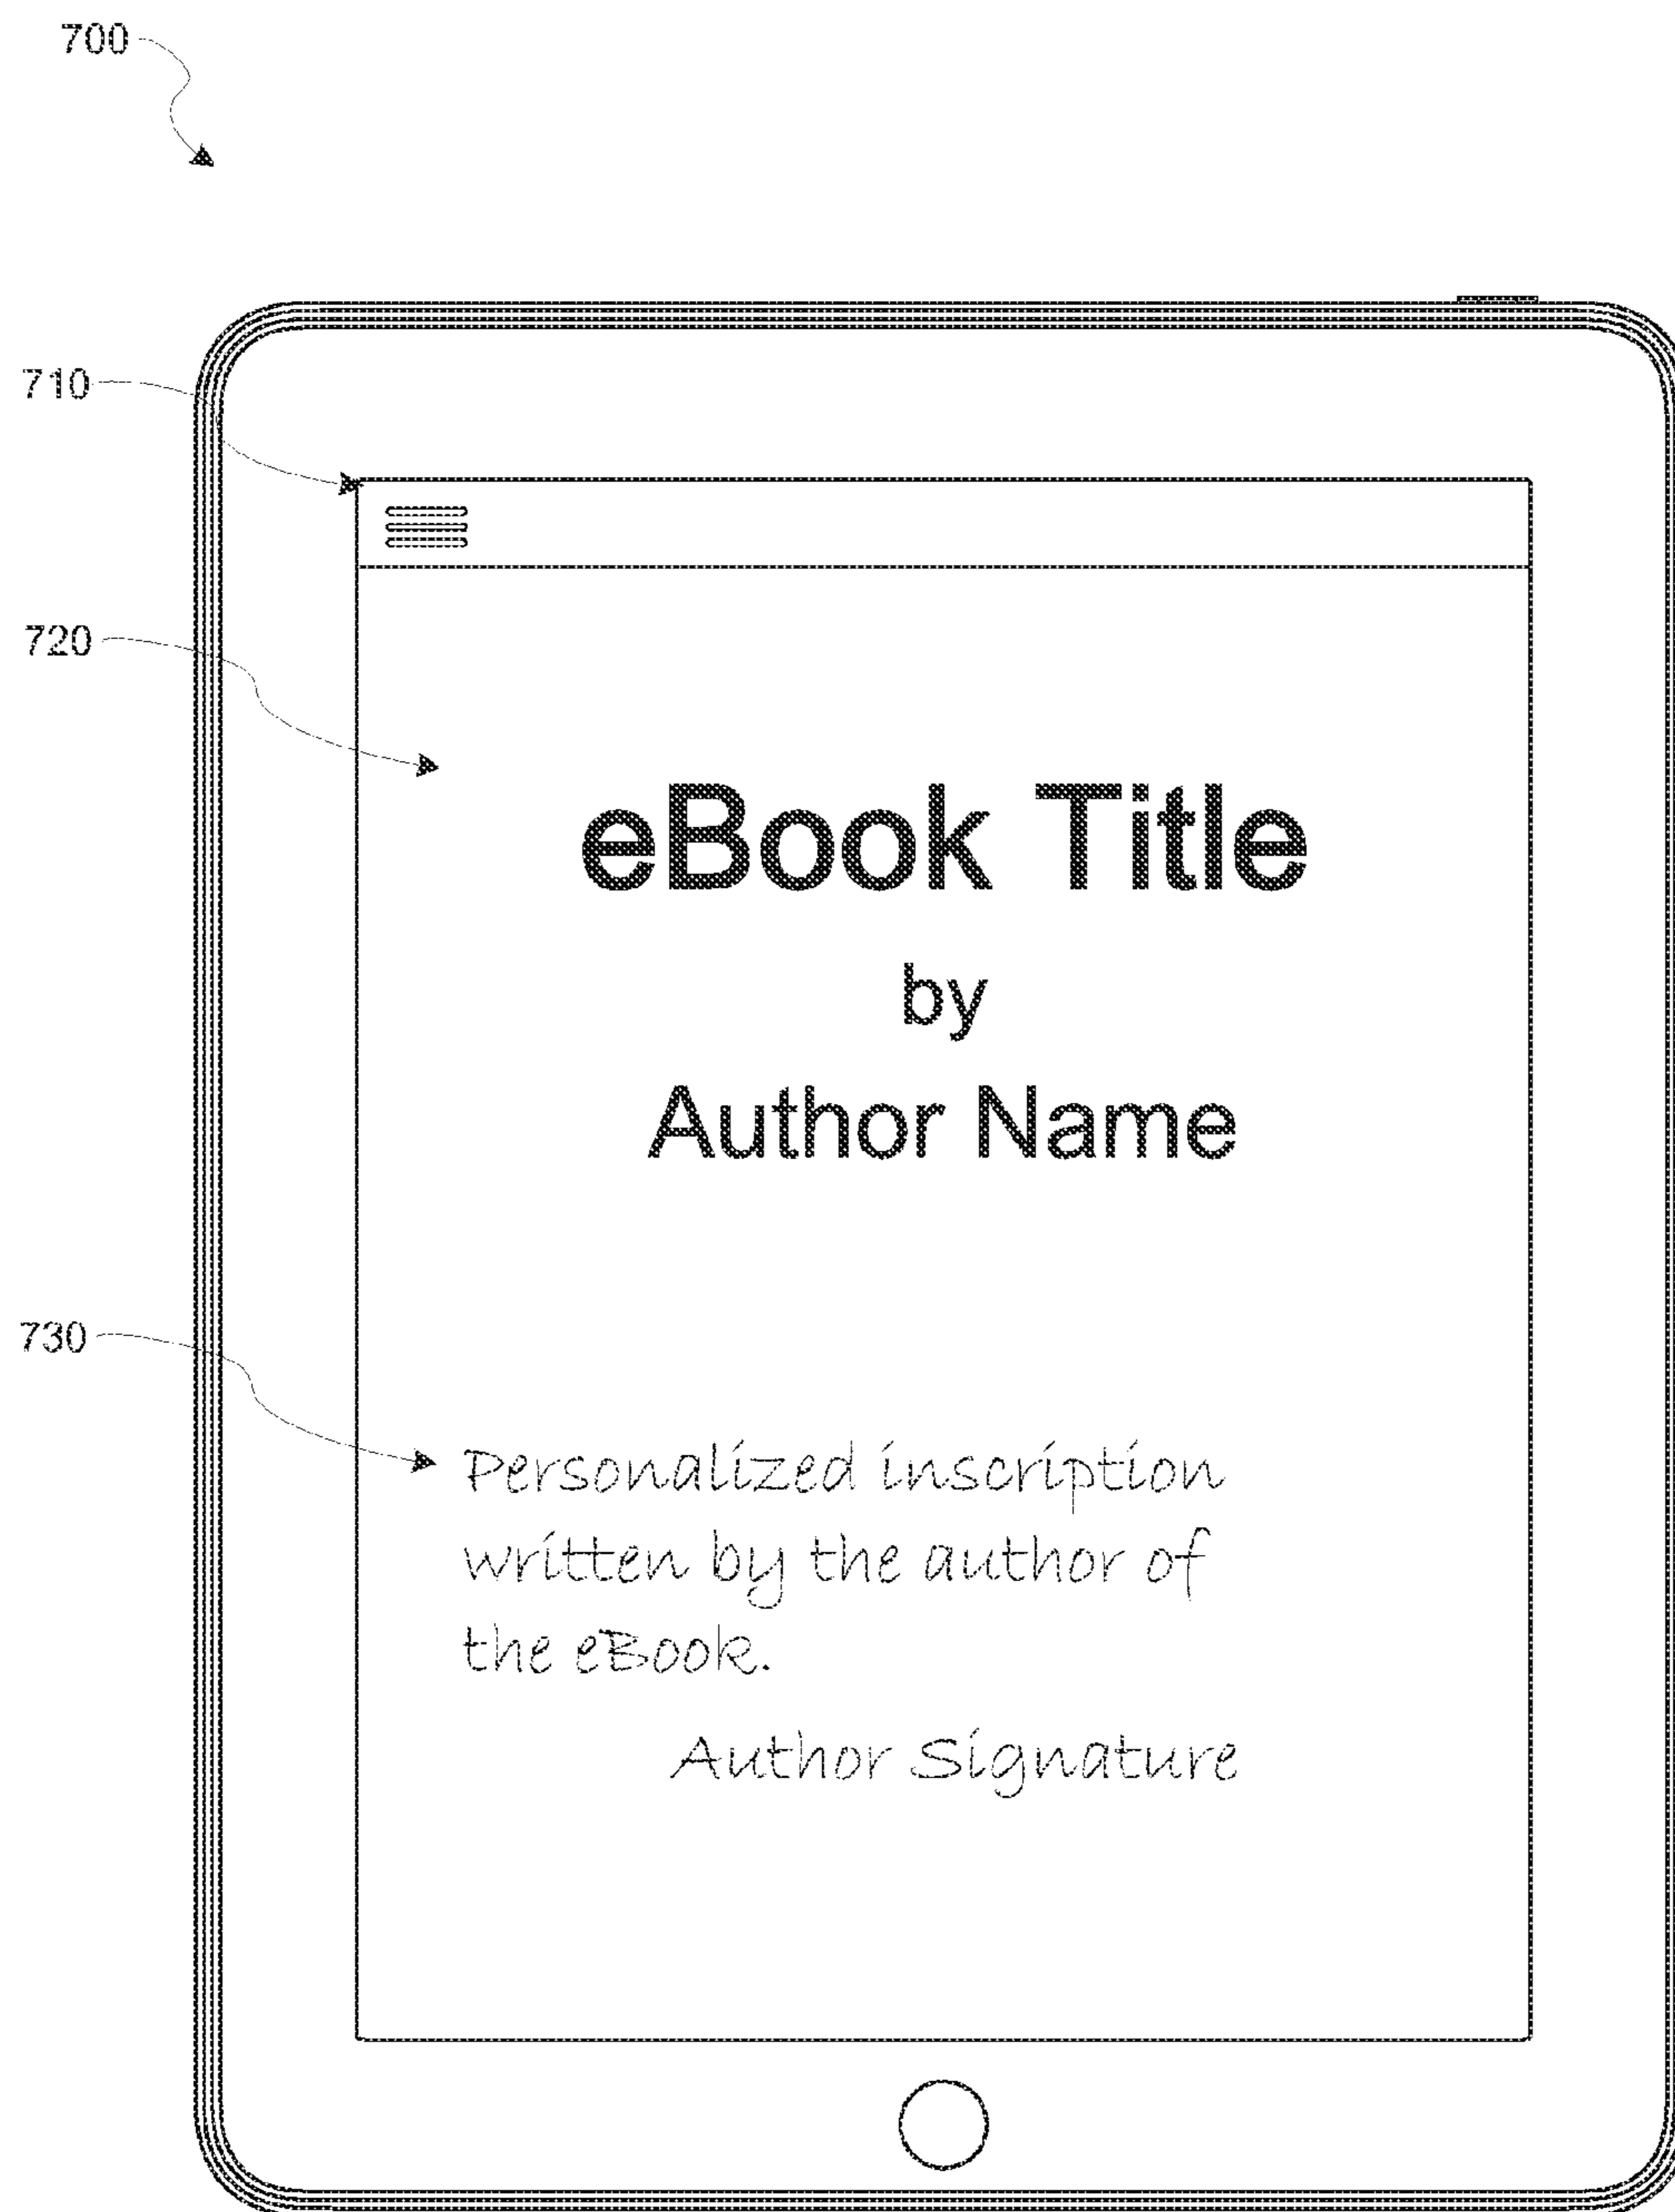 700
710
720
eBook Title
by
Author Name
730
Personalized inscription
written by the author of
the eBook.
Author Signature